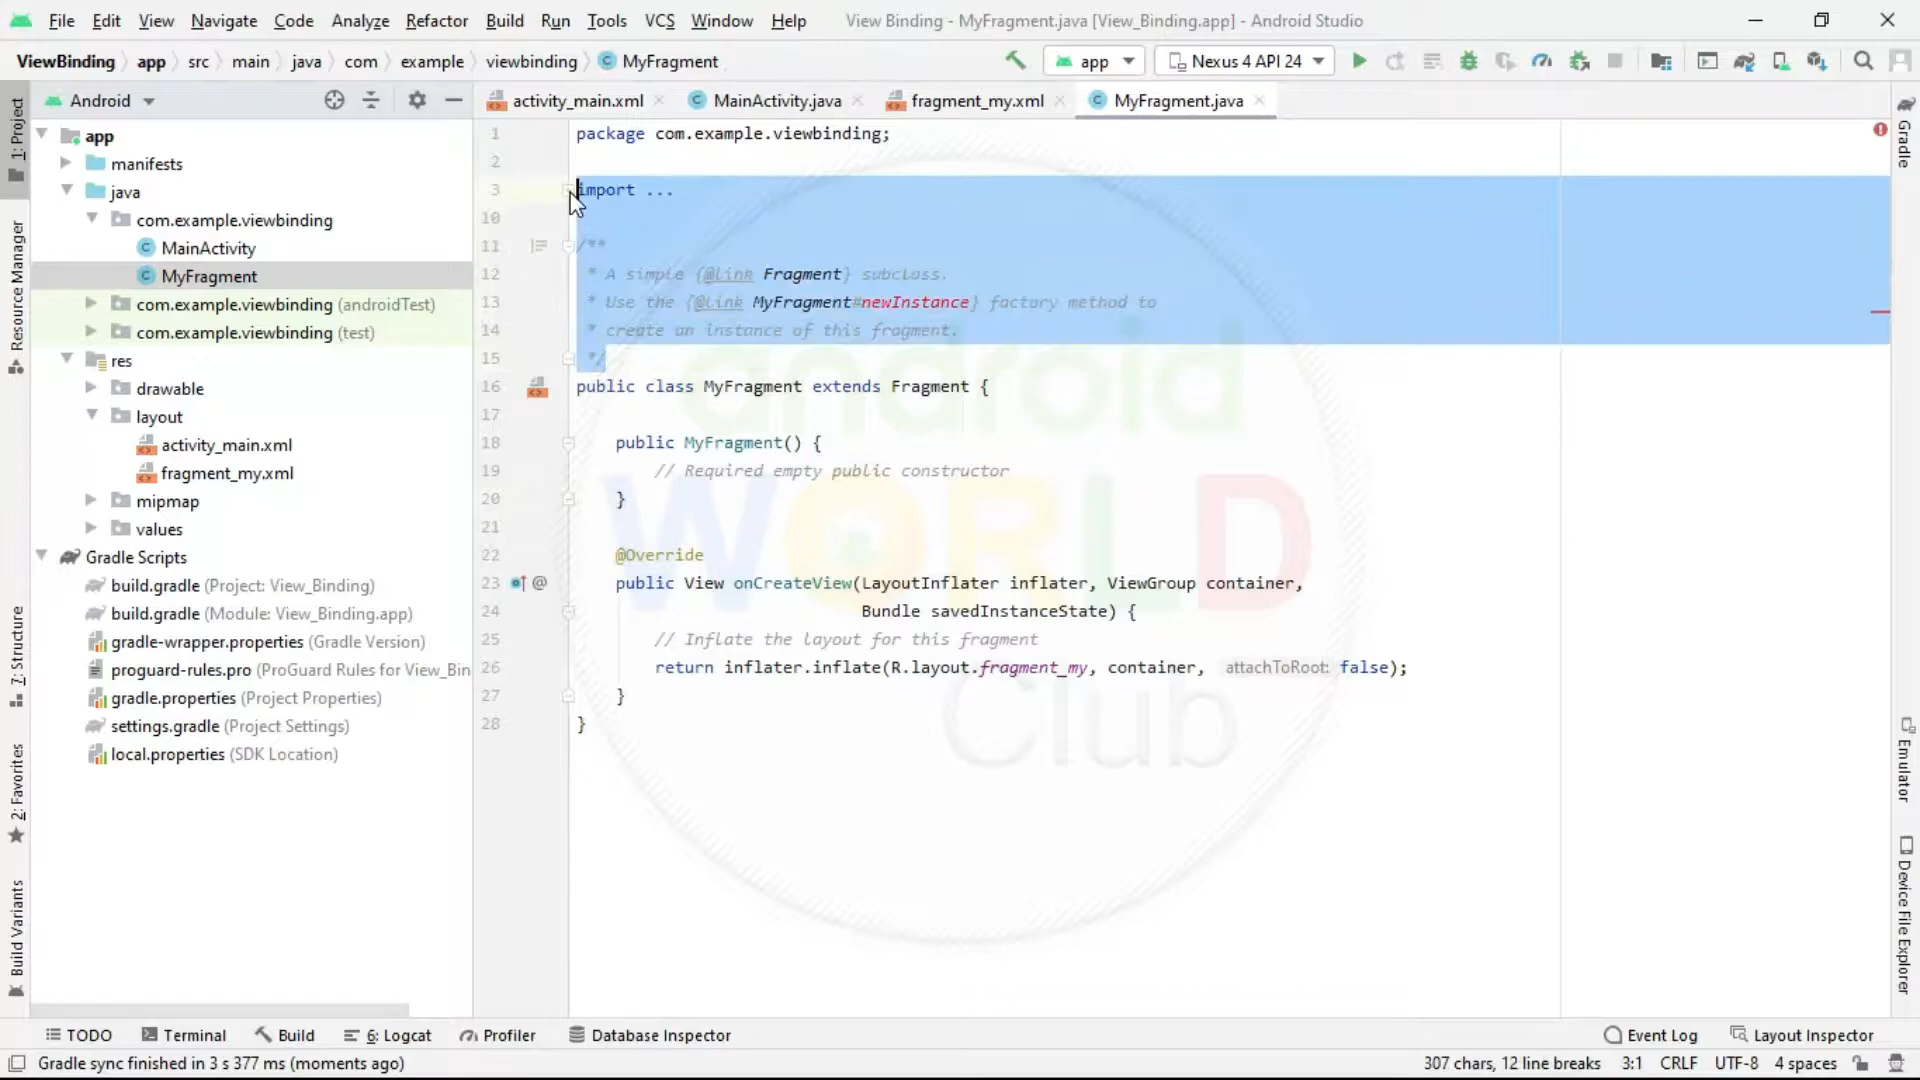 File Edit View Navigate Code Analyze Refactor Build Run Tools VCS Window Help View Binding - MyFragment.java [View_Binding.app] - Android Studio
ViewBinding app src main java com example viewbinding MyFragment app Nexus 4 API 24
Android activity_main.xml MainActivity.java fragment_my.xml MyFragment.java
1: Project
Resource Manager
7: Structure
2: Favorites
Build Variants
app
manifests
java
com.example.viewbinding
MainActivity
MyFragment
com.example.viewbinding (androidTest)
com.example.viewbinding (test)
res
drawable
layout
activity_main.xml
fragment_my.xml
mipmap
values
Gradle Scripts
build.gradle (Project: View_Binding)
build.gradle (Module: View_Binding.app)
gradle-wrapper.properties (Gradle Version)
proguard-rules.pro (ProGuard Rules for View_Bin
gradle.properties (Project Properties)
settings.gradle (Project Settings)
local.properties (SDK Location)
1 package com.example.viewbinding;
2
3 import ...
10
11 /**
12 * A simple {@link Fragment} subclass.
13 * Use the {@link MyFragment#newInstance} factory method to
14 * create an instance of this fragment.
15 */
16 public class MyFragment extends Fragment {
17
18 public MyFragment() {
19 // Required empty public constructor
20 }
21
22 @Override
23 public View onCreateView(LayoutInflater inflater, ViewGroup container,
24 Bundle savedInstanceState) {
25 // Inflate the layout for this fragment
26 return inflater.inflate(R.layout.fragment_my, container, attachToRoot: false);
27 }
28 }
android
WORLD
Club
Gradle
Emulator
Device File Explorer
TODO Terminal Build 6: Logcat Profiler Database Inspector Event Log Layout Inspector
Gradle sync finished in 3 s 377 ms (moments ago) 307 chars, 12 line breaks 3:1 CRLF UTF-8 4 spaces